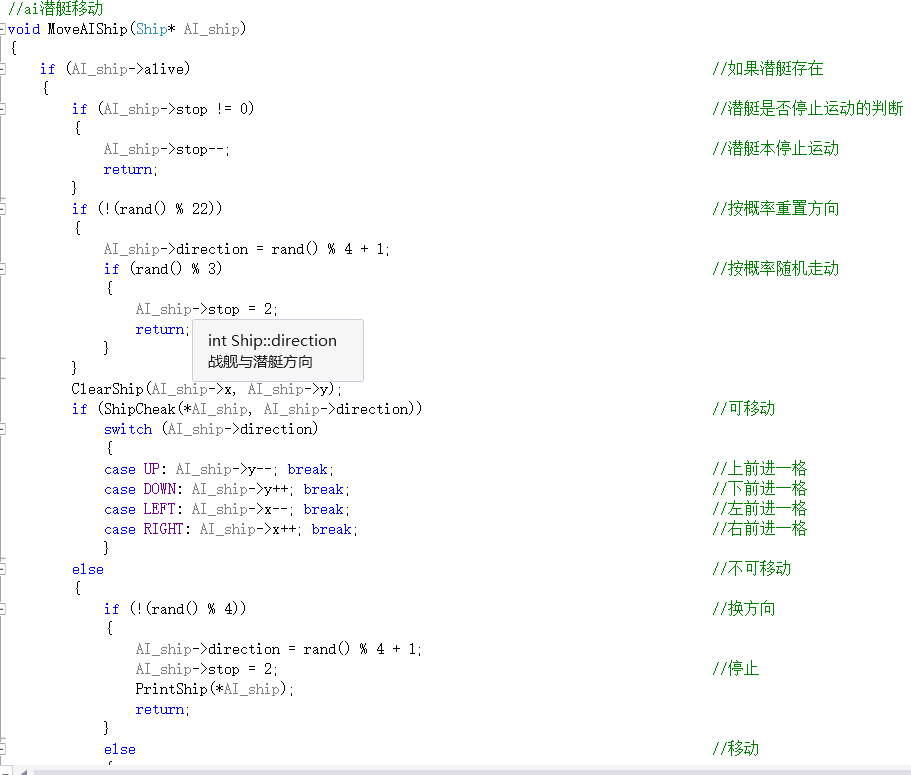 //ai潜艇移动
void MoveAIShip(Ship* AI_ship)
{
if (AI_ship->alive) //如果潜艇存在
{
if (AI_ship->stop != 0) //潜艇是否停止运动的判断
{
AI_ship->stop--; //潜艇本停止运动
return;
}
if (!(rand() % 22)) //按概率重置方向
{
AI_ship->direction = rand() % 4 + 1;
if (rand() % 3) //按概率随机走动
{
AI_ship->stop = 2;
return;
int Ship::direction
战舰与潜艇方向
}
}
ClearShip(AI_ship->x, AI_ship->y);
if (ShipCheak(*AI_ship, AI_ship->direction)) //可移动
switch (AI_ship->direction)
{
case UP: AI_ship->y--; break; //上前进一格
case DOWN: AI_ship->y++; break; //下前进一格
case LEFT: AI_ship->x--; break; //左前进一格
case RIGHT: AI_ship->x++; break; //右前进一格
}
else //不可移动
{
if (!(rand() % 4)) //换方向
{
AI_ship->direction = rand() % 4 + 1;
AI_ship->stop = 2; //停止
PrintShip(*AI_ship);
return;
}
else //移动
{